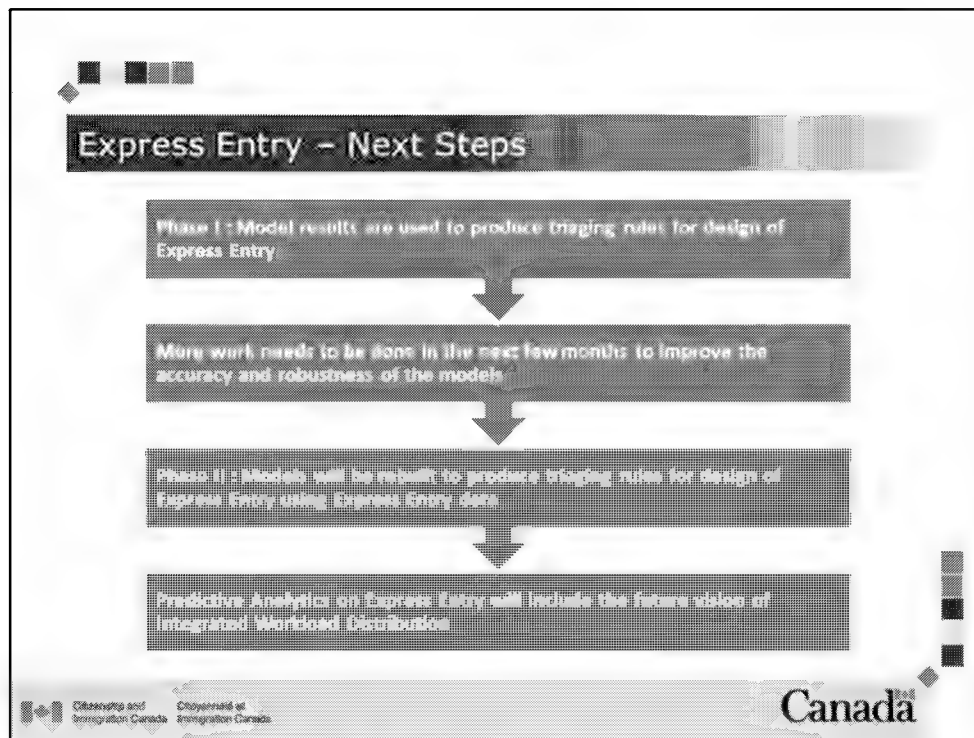 Express Entry – Next Steps
Phase I : Model results are used to produce triaging rules for design of
Express Entry
More work needs to be done in the next few months to improve the
accuracy and robustness of the models
Phase II : Models will be rebuilt to produce triaging rules for design of
Express Entry using Express Entry data
Predictive Analytics on Express Entry will include the future vision of
Integrated Workload Distribution
Citizenship and
Immigration Canada
Citoyenneté et
Immigration Canada
Canada